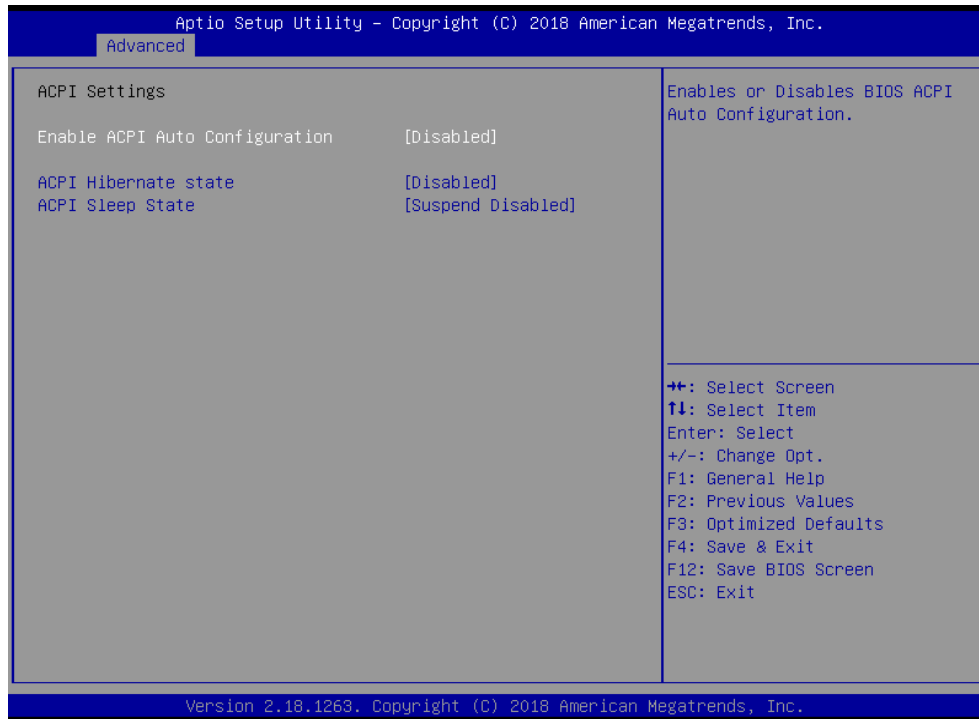 Aptio Setup Utility – Copyright (C) 2018 American Megatrends, Inc.
Advanced
ACPI Settings
Enable ACPI Auto Configuration [Disabled]
ACPI Hibernate state [Disabled]
ACPI Sleep State [Suspend Disabled]
Enables or Disables BIOS ACPI
Auto Configuration.
→←: Select Screen
↑↓: Select Item
Enter: Select
+/-: Change Opt.
F1: General Help
F2: Previous Values
F3: Optimized Defaults
F4: Save & Exit
F12: Save BIOS Screen
ESC: Exit
Version 2.18.1263. Copyright (C) 2018 American Megatrends, Inc.